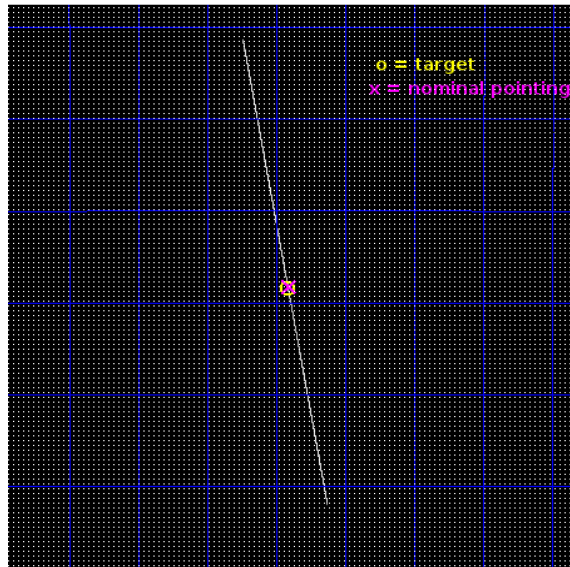 o = target
x = nominal pointing